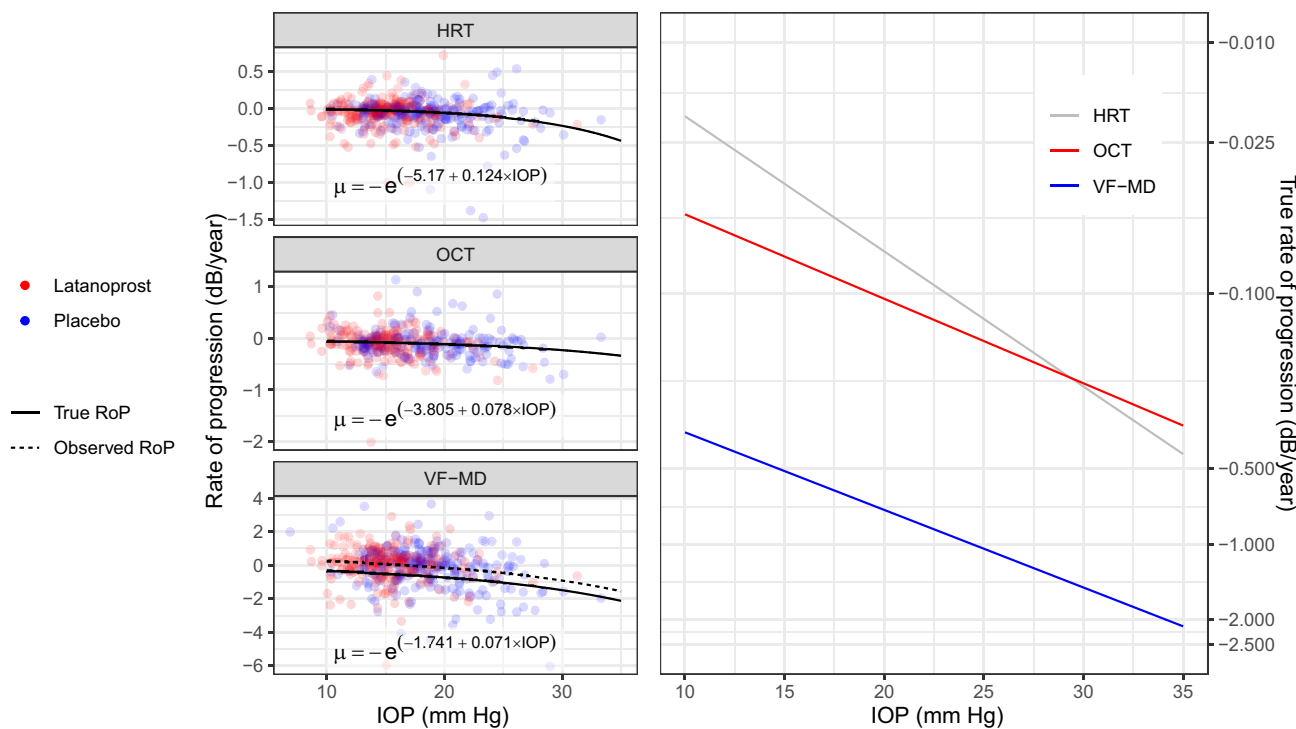 Latanoprost
Placebo
True RoP
Observed RoP
Rate of progression (dB/year)
HRT
0.5
0.0
−0.5
−1.0
−1.5
μ = −e^(−5.17 + 0.124×IOP)
OCT
1
0
−1
−2
μ = −e^(−3.805 + 0.078×IOP)
VF−MD
4
2
0
−2
−4
−6
μ = −e^(−1.741 + 0.071×IOP)
10 20 30
IOP (mm Hg)
HRT
OCT
VF−MD
−0.010
−0.025
−0.100
−0.500
−1.000
−2.000
−2.500
True rate of progression (dB/year)
10 15 20 25 30 35
IOP (mm Hg)